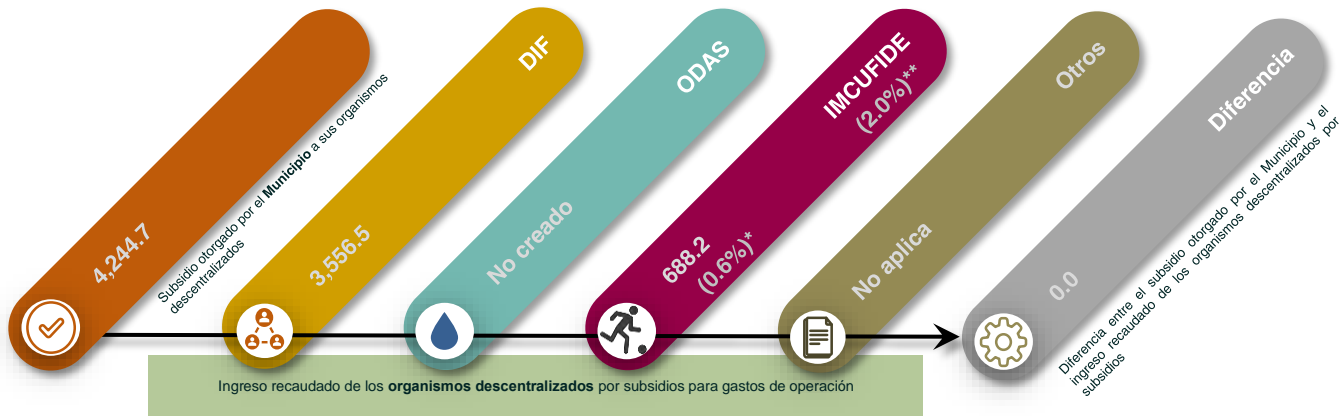 4,244.7
Subsidio otorgado por el Municipio a sus organismos
descentralizados
DIF
3,556.5
ODAS
No creado
IMCUFIDE
(2.0%)**
688.2
(0.6%)*
Otros
No aplica
Diferencia
0.0
Diferencia entre el subsidio otorgado por el Municipio y el
ingreso recaudado de los organismos descentralizados por
subsidios
Ingreso recaudado de los organismos descentralizados por subsidios para gastos de operación